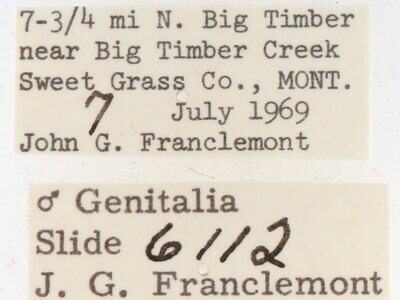 7-3/4 mi N. Big Timber
near Big Timber Creek
Sweet Grass Co., MONT.
7 July 1969
John G. Franclemont
♂ Genitalia
Slide 6112
J. G. Franclemont